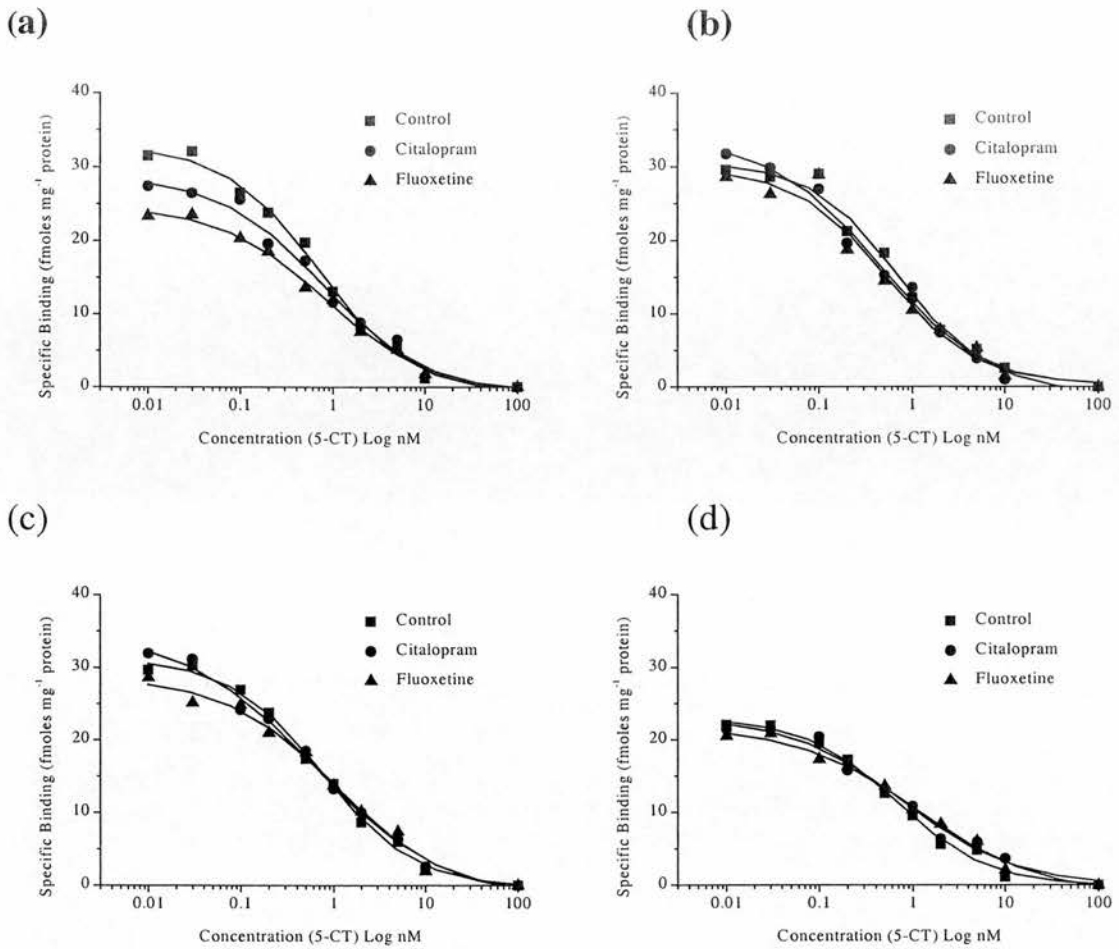 (a)
40
30
20
10
0
Specific Binding (fmoles mg⁻¹ protein)
Control
Citalopram
Fluoxetine
0.01 0.1 1 10 100
Concentration (5-CT) Log nM
(b)
40
30
20
10
0
Specific Binding (fmoles mg⁻¹ protein)
Control
Citalopram
Fluoxetine
0.01 0.1 1 10 100
Concentration (5-CT) Log nM
(c)
40
30
20
10
0
Specific Binding (fmoles mg⁻¹ protein)
Control
Citalopram
Fluoxetine
0.01 0.1 1 10 100
Concentration (5-CT) Log nM
(d)
40
30
20
10
0
Specific Binding (fmoles mg⁻¹ protein)
Control
Citalopram
Fluoxetine
0.01 0.1 1 10 100
Concentration (5-CT) Log nM